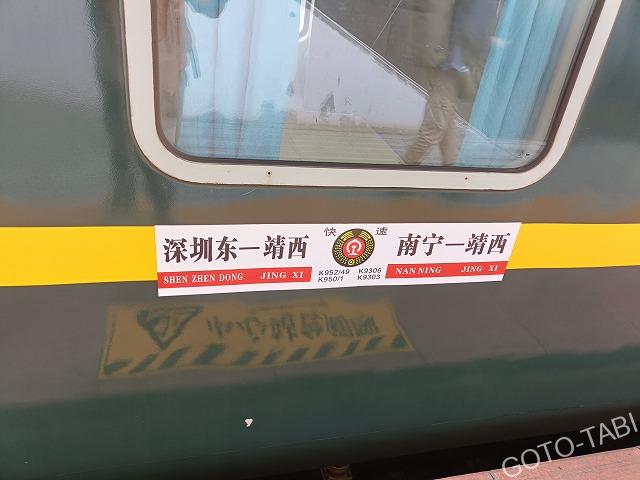 深圳东—靖西
SHEN ZHEN DONG JING XI
快速
K952/49 K9306
K950/1 K9303
南宁—靖西
NAN NING JING XI
GOTO-TABI